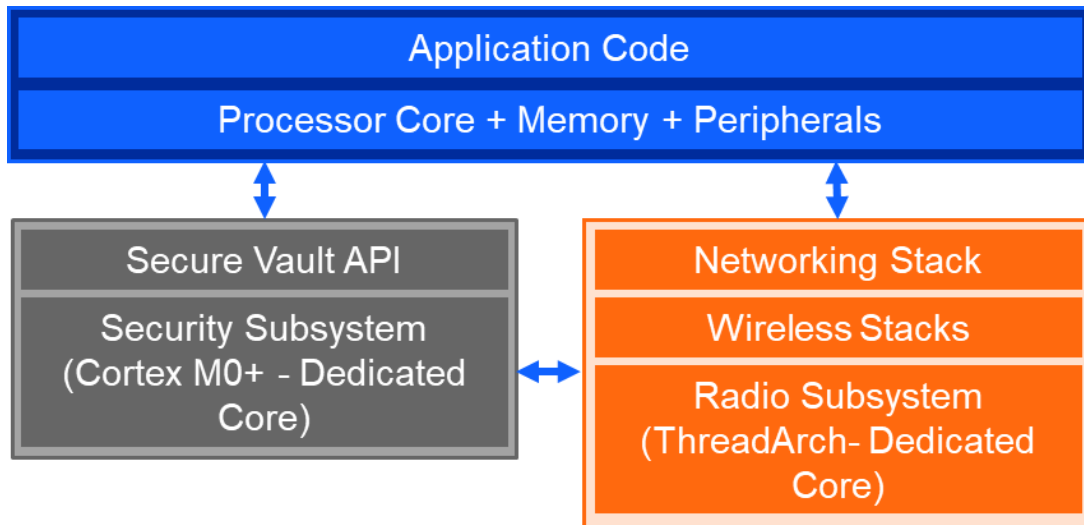 Application Code
Processor Core + Memory + Peripherals
Secure Vault API
Security Subsystem
(Cortex M0+ - Dedicated
Core)
Networking Stack
Wireless Stacks
Radio Subsystem
(ThreadArch- Dedicated
Core)